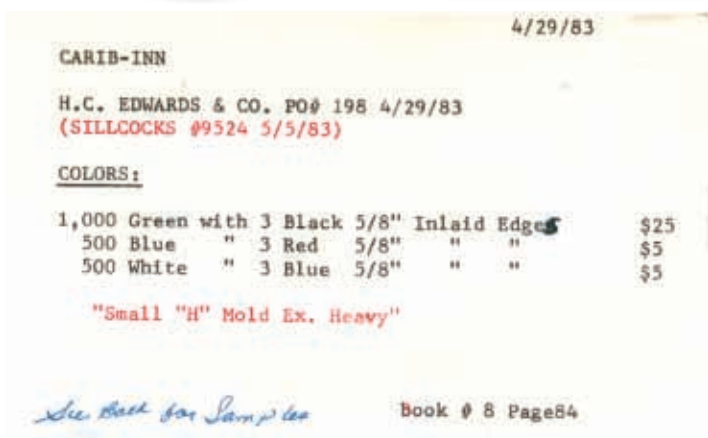 4/29/83
CARIB-INN
H.C. EDWARDS & CO. PO# 198 4/29/83
(SILLCOCKS #9524 5/5/83)
COLORS:
1,000 Green with 3 Black 5/8" Inlaid Edges $25
500 Blue " 3 Red 5/8" " " $5
500 White " 3 Blue 5/8" " " $5
"Small "H" Mold Ex. Heavy"
See Back for Samples
Book # 8 Page84